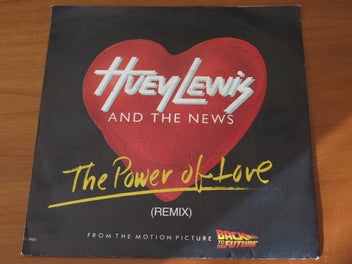 HUEY LEWIS
AND THE NEWS
The Power of Love
(REMIX)
FROM THE MOTION PICTURE BACK TO THE FUTURE